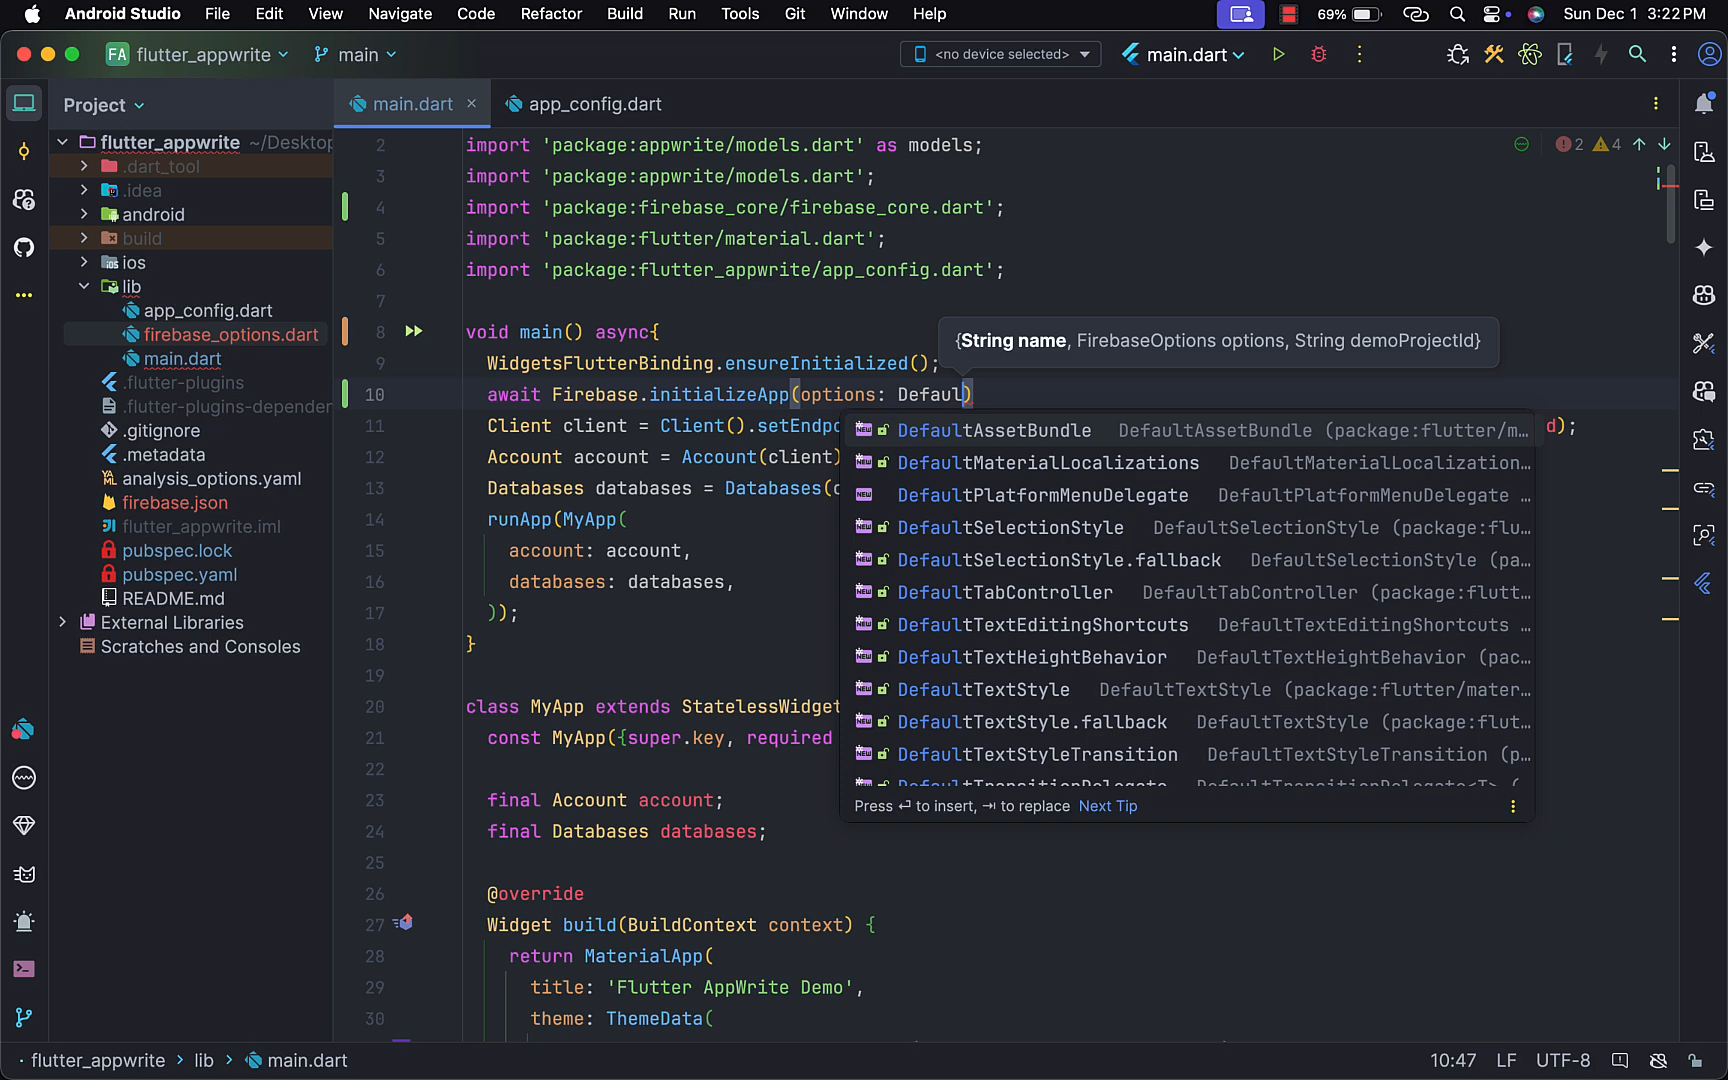 Android Studio File Edit View Navigate Code Refactor Build Run Tools Git Window Help 69% Sun Dec 1 3:22 PM
FA flutter_appwrite main <no device selected> main.dart
Project main.dart × app_config.dart
flutter_appwrite ~/Desktop
.dart_tool
.idea
android
build
ios
lib
app_config.dart
firebase_options.dart
main.dart
.flutter-plugins
.flutter-plugins-depender
.gitignore
.metadata
analysis_options.yaml
firebase.json
flutter_appwrite.iml
pubspec.lock
pubspec.yaml
README.md
External Libraries
Scratches and Consoles
2 import 'package:appwrite/models.dart' as models; 2 4
3 import 'package:appwrite/models.dart';
4 import 'package:firebase_core/firebase_core.dart';
5 import 'package:flutter/material.dart';
6 import 'package:flutter_appwrite/app_config.dart';
7
8 void main() async{
{String name, FirebaseOptions options, String demoProjectId}
9 WidgetsFlutterBinding.ensureInitialized();
10 await Firebase.initializeApp(options: Defaul)
11 Client client = Client().setEndpo d);
12 Account account = Account(client)
13 Databases databases = Databases(c
14 runApp(MyApp(
15 account: account,
16 databases: databases,
17 ));
18 }
19
20 class MyApp extends StatelessWidget
21 const MyApp({super.key, required
22
23 final Account account;
24 final Databases databases;
25
26 @override
27 Widget build(BuildContext context) {
28 return MaterialApp(
29 title: 'Flutter AppWrite Demo',
30 theme: ThemeData(
DefaultAssetBundle DefaultAssetBundle (package:flutter/m…
DefaultMaterialLocalizations DefaultMaterialLocalization…
DefaultPlatformMenuDelegate DefaultPlatformMenuDelegate …
DefaultSelectionStyle DefaultSelectionStyle (package:flu…
DefaultSelectionStyle.fallback DefaultSelectionStyle (pa…
DefaultTabController DefaultTabController (package:flutt…
DefaultTextEditingShortcuts DefaultTextEditingShortcuts …
DefaultTextHeightBehavior DefaultTextHeightBehavior (pac…
DefaultTextStyle DefaultTextStyle (package:flutter/mater…
DefaultTextStyle.fallback DefaultTextStyle (package:flut…
DefaultTextStyleTransition DefaultTextStyleTransition (p…
DefaultTransitionDelegate DefaultTransitionDelegate<T> (
Press ⏎ to insert, ⇥ to replace Next Tip
flutter_appwrite > lib > main.dart 10:47 LF UTF-8